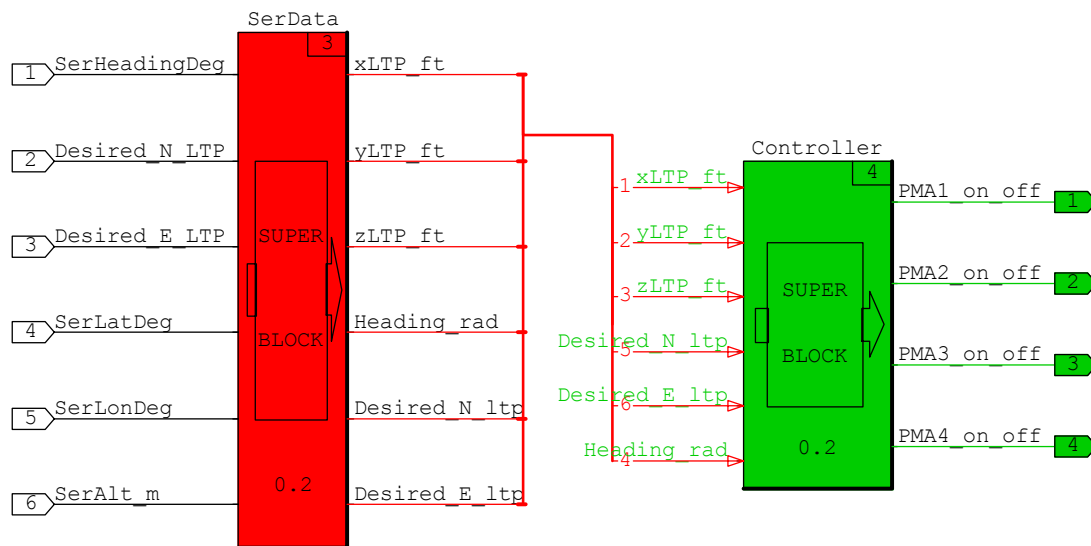 SerData
3
1 SerHeadingDeg xLTP_ft
2 Desired_N_LTP yLTP_ft
3 Desired_E_LTP zLTP_ft
SUPER
4 SerLatDeg Heading_rad
BLOCK
5 SerLonDeg Desired_N_ltp
0.2
6 SerAlt_m Desired_E_ltp
Controller
4
1 xLTP_ft PMA1_on_off 1
2 yLTP_ft PMA2_on_off 2
3 zLTP_ft
SUPER
5 Desired_N_ltp
BLOCK
PMA3_on_off 3
6 Desired_E_ltp
4 Heading_rad
0.2
PMA4_on_off 4